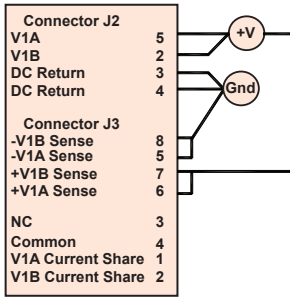 Connector J2
V1A 5
V1B 2
DC Return 3
DC Return 4
+V
Gnd
Connector J3
-V1B Sense 8
-V1A Sense 5
+V1B Sense 7
+V1A Sense 6
NC 3
Common 4
V1A Current Share 1
V1B Current Share 2